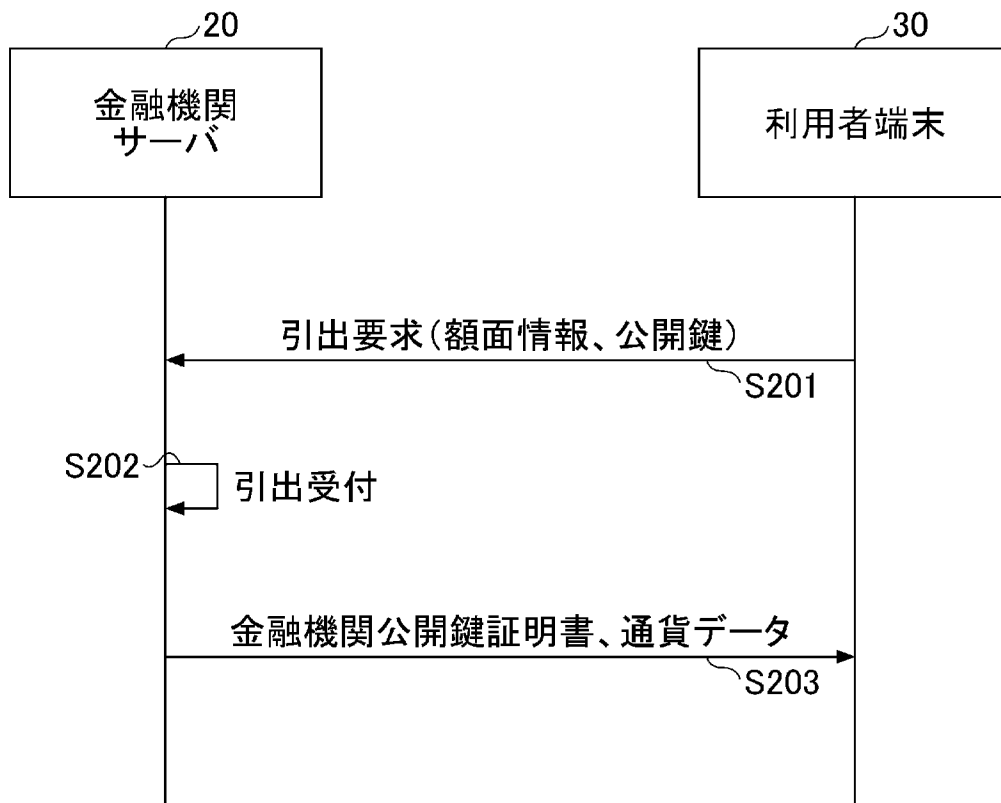 20
30
金融機関
サーバ
利用者端末
引出要求(額面情報、公開鍵)
S201
S202
引出受付
金融機関公開鍵証明書、通貨データ
S203